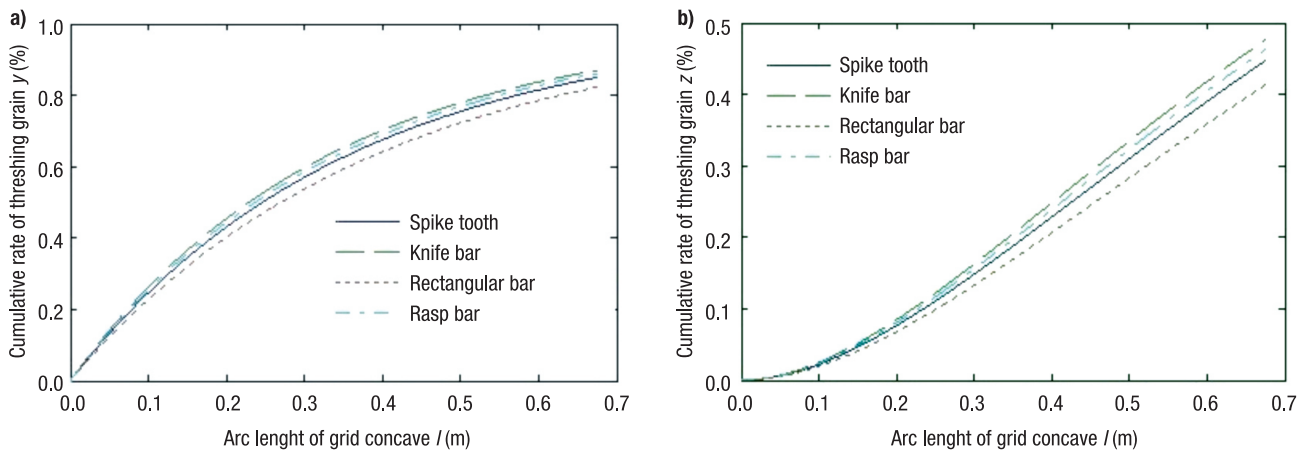 a)
Cumulative rate of threshing grain y (%)
1.0
0.8
0.6
0.4
0.2
0.0
Spike tooth
Knife bar
Rectangular bar
Rasp bar
0.0 0.1 0.2 0.3 0.4 0.5 0.6 0.7
Arc lenght of grid concave l (m)
b)
Cumulative rate of threshing grain z (%)
0.5
0.4
0.3
0.2
0.1
0.0
Spike tooth
Knife bar
Rectangular bar
Rasp bar
0.0 0.1 0.2 0.3 0.4 0.5 0.6 0.7
Arc lenght of grid concave l (m)